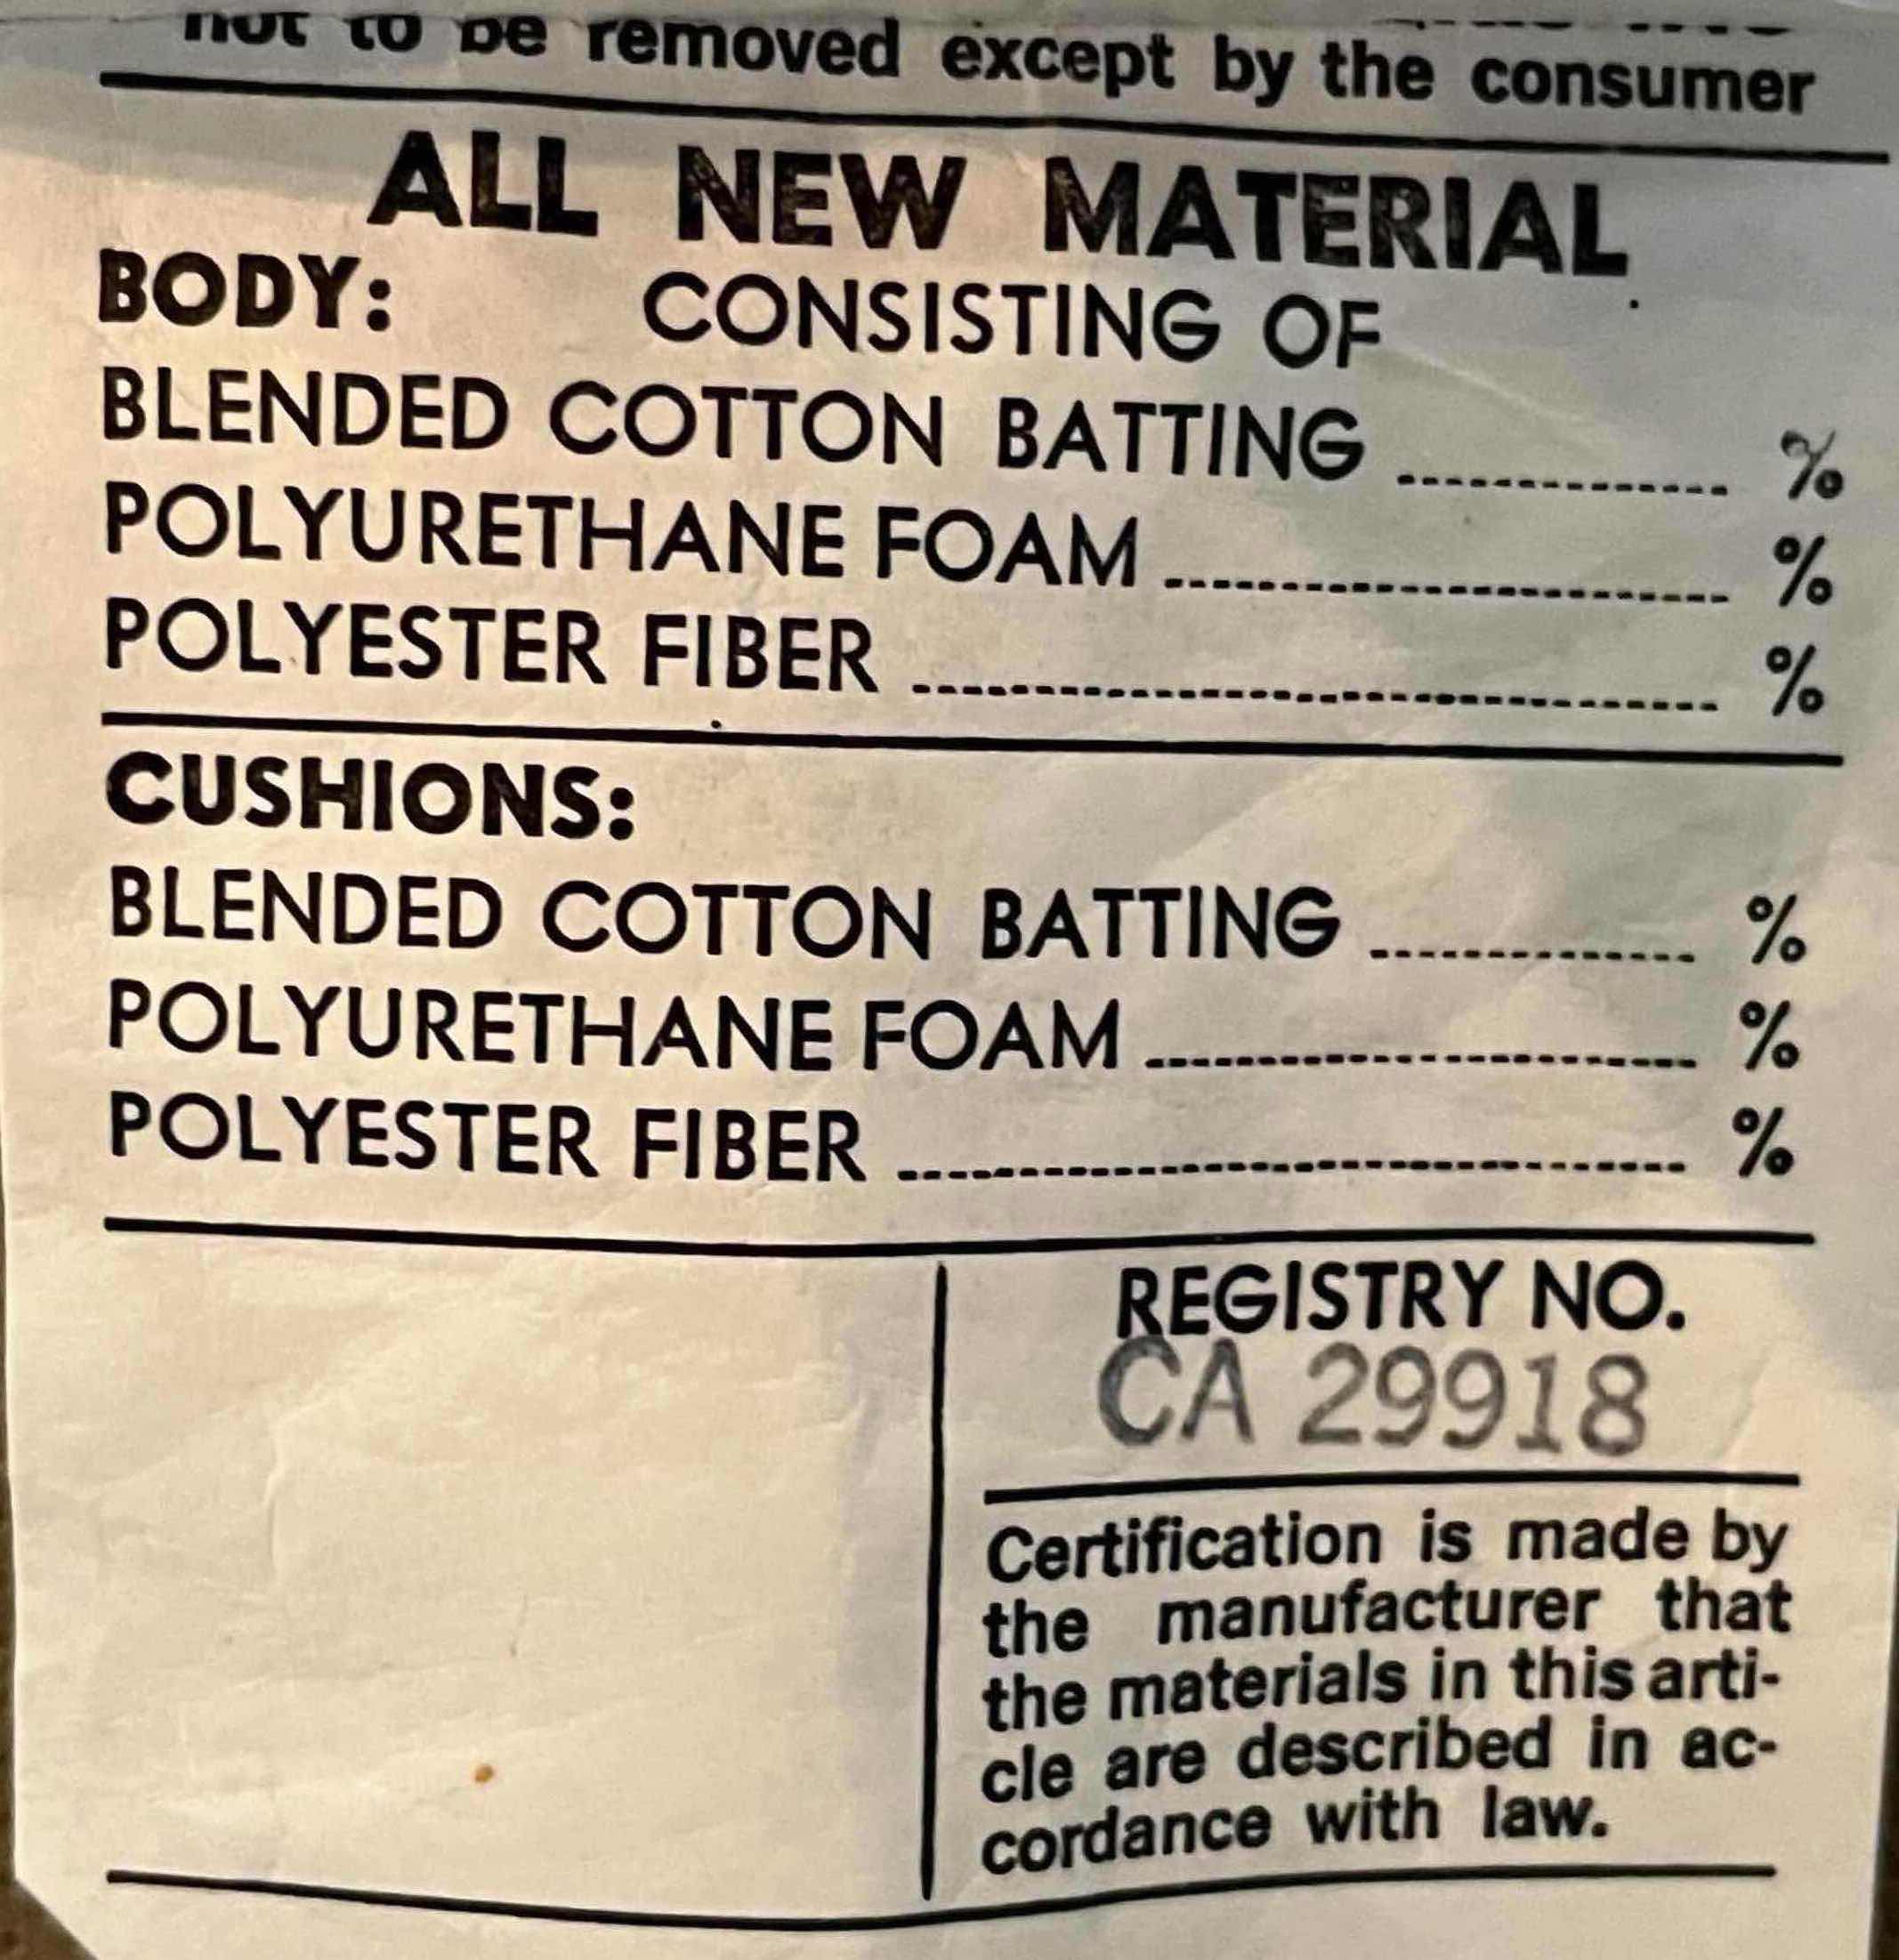 not to be removed except by the consumer
ALL NEW MATERIAL
BODY: CONSISTING OF
BLENDED COTTON BATTING .............. %
POLYURETHANE FOAM ........................ %
POLYESTER FIBER .................................. %
CUSHIONS:
BLENDED COTTON BATTING .............. %
POLYURETHANE FOAM ........................ %
POLYESTER FIBER .................................. %
REGISTRY NO.
CA 29918
Certification is made by
the manufacturer that
the materials in this arti-
cle are described in ac-
cordance with law.